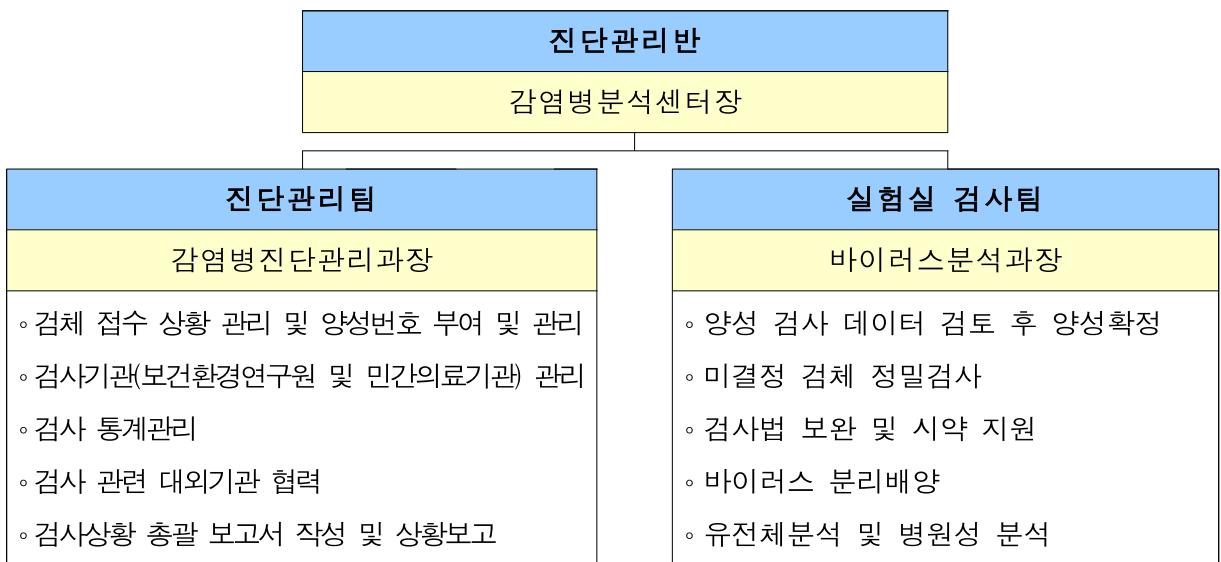 진단관리반
감염병분석센터장
진단관리팀
감염병진단관리과장
◦검체 접수 상황 관리 및 양성번호 부여 및 관리
◦검사기관(보건환경연구원 및 민간의료기관) 관리
◦검사 통계관리
◦검사 관련 대외기관 협력
◦검사상황 총괄 보고서 작성 및 상황보고
실험실 검사팀
바이러스분석과장
◦ 양성 검사 데이터 검토 후 양성확정
◦ 미결정 검체 정밀검사
◦ 검사법 보완 및 시약 지원
◦ 바이러스 분리배양
◦ 유전체분석 및 병원성 분석